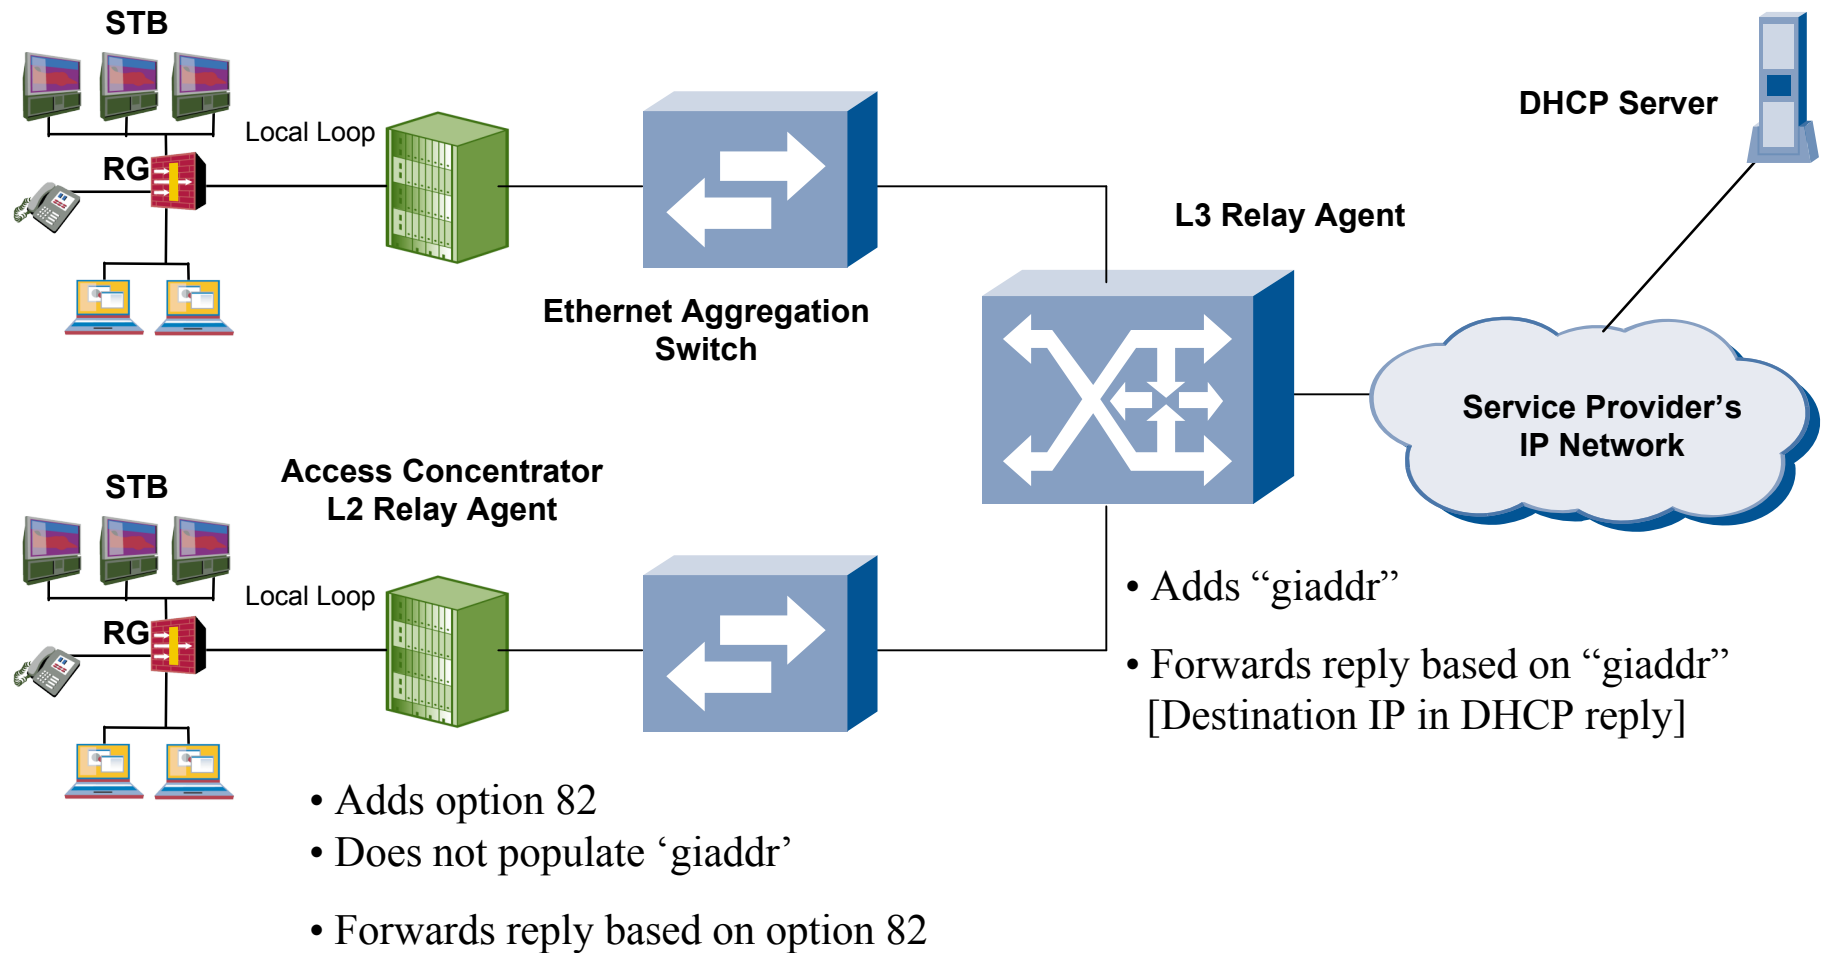 STB
DHCP Server
Local Loop
RG
L3 Relay Agent
Ethernet Aggregation
Switch
Service Provider’s
IP Network
Access Concentrator
L2 Relay Agent
STB
Local Loop
RG
• Adds “giaddr”
• Forwards reply based on “giaddr”
[Destination IP in DHCP reply]
• Adds option 82
• Does not populate ‘giaddr’
• Forwards reply based on option 82